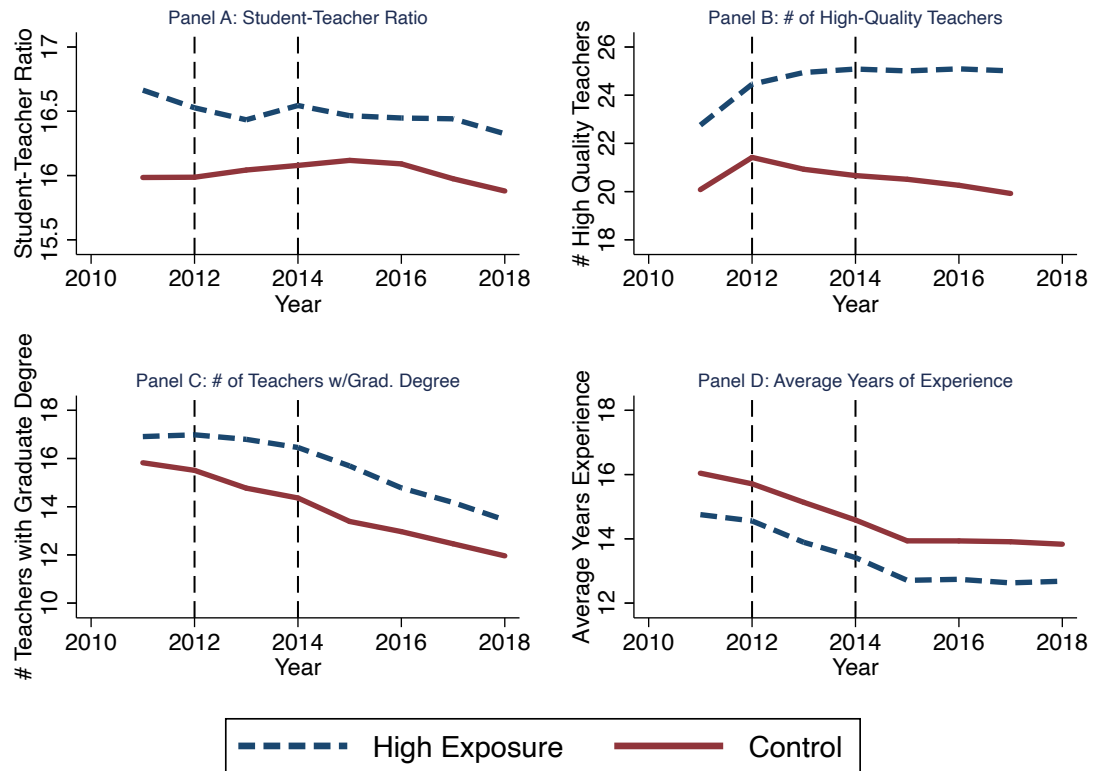 Panel A: Student-Teacher Ratio
Student-Teacher Ratio
17
16.5
16
15.5
2010 2012 2014 2016 2018
Year
Panel B: # of High-Quality Teachers
# High Quality Teachers
26
24
22
20
18
2010 2012 2014 2016 2018
Year
Panel C: # of Teachers w/Grad. Degree
# Teachers with Graduate Degree
18
16
14
12
10
2010 2012 2014 2016 2018
Year
Panel D: Average Years of Experience
Average Years Experience
18
16
14
12
2010 2012 2014 2016 2018
Year
High Exposure Control